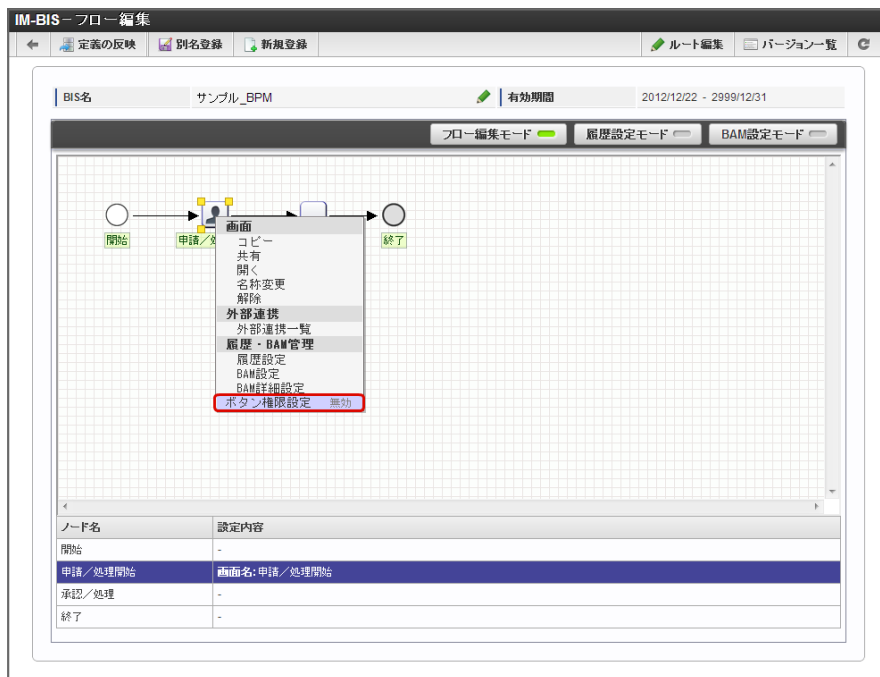 IM-BIS－フロー編集
定義の反映 別名登録 新規登録 ルート編集 バージョン一覧
BIS名 サンプル_BPM 有効期間 2012/12/22 - 2999/12/31
フロー編集モード 履歴設定モード BAM設定モード
開始 申請／ 終了
画面
コピー
共有
開く
名称変更
解除
外部連携
外部連携一覧
履歴・BAM管理
履歴設定
BAM設定
BAM詳細設定
ボタン権限設定 無効
ノード名 設定内容
開始 -
申請／処理開始 画面名:申請／処理開始
承認／処理 -
終了 -